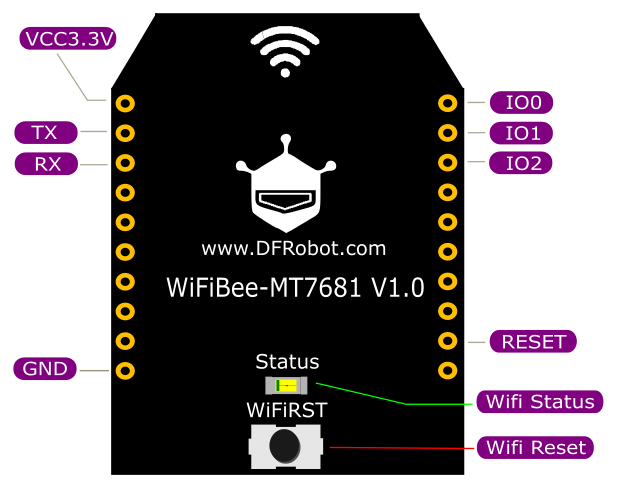 VCC3.3V
TX
RX
GND
IO0
IO1
IO2
RESET
www.DFRobot.com
WiFiBee-MT7681 V1.0
Status
WiFiRST
Wifi Status
Wifi Reset